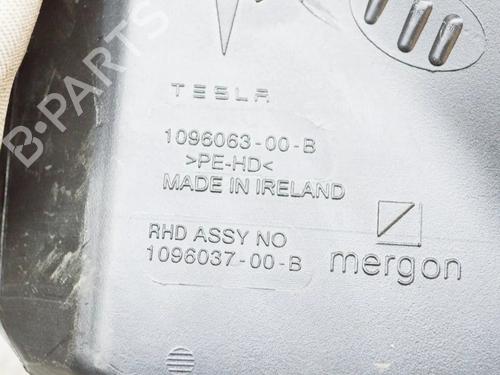 B-PARTS
TESLA
1096063-00-B
>PE-HD<
MADE IN IRELAND
RHD ASSY NO
1096037-00-B
mergon